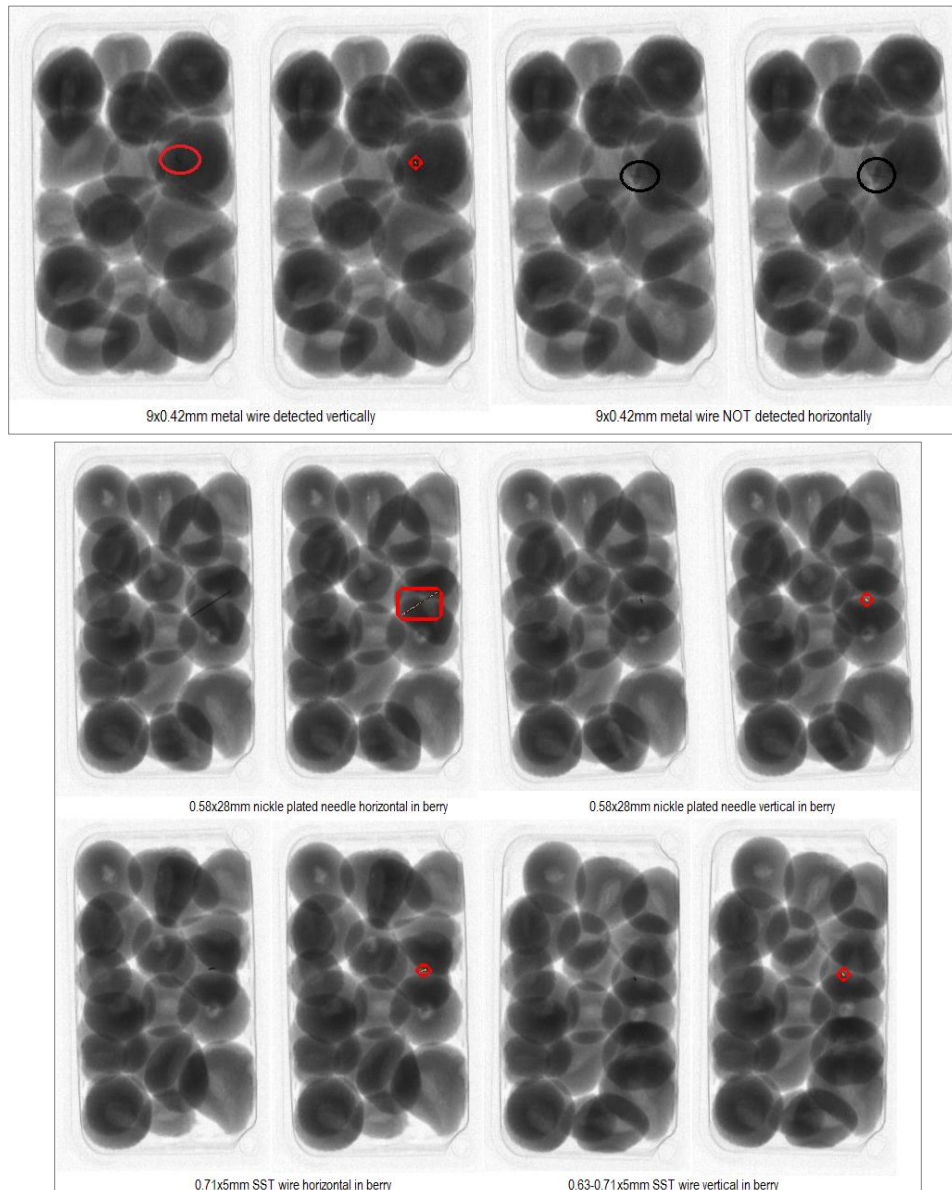 9x0.42mm metal wire detected vertically
9x0.42mm metal wire NOT detected horizontally
0.58x28mm nickle plated needle horizontal in berry
0.58x28mm nickle plated needle vertical in berry
0.71x5mm SST wire horizontal in berry
0.63-0.71x5mm SST wire vertical in berry